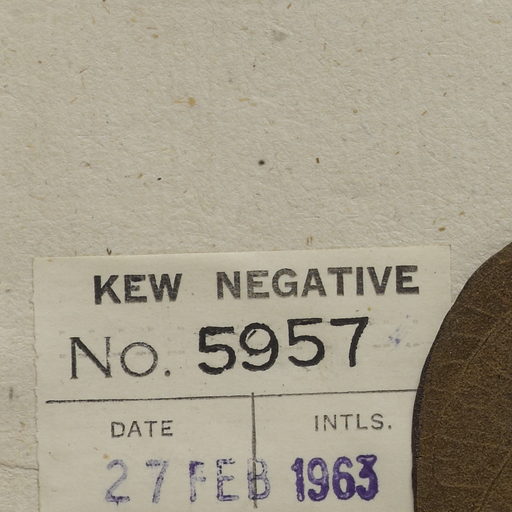 KEW NEGATIVE
No. 5957
DATE INTLS.
27 FEB 1963